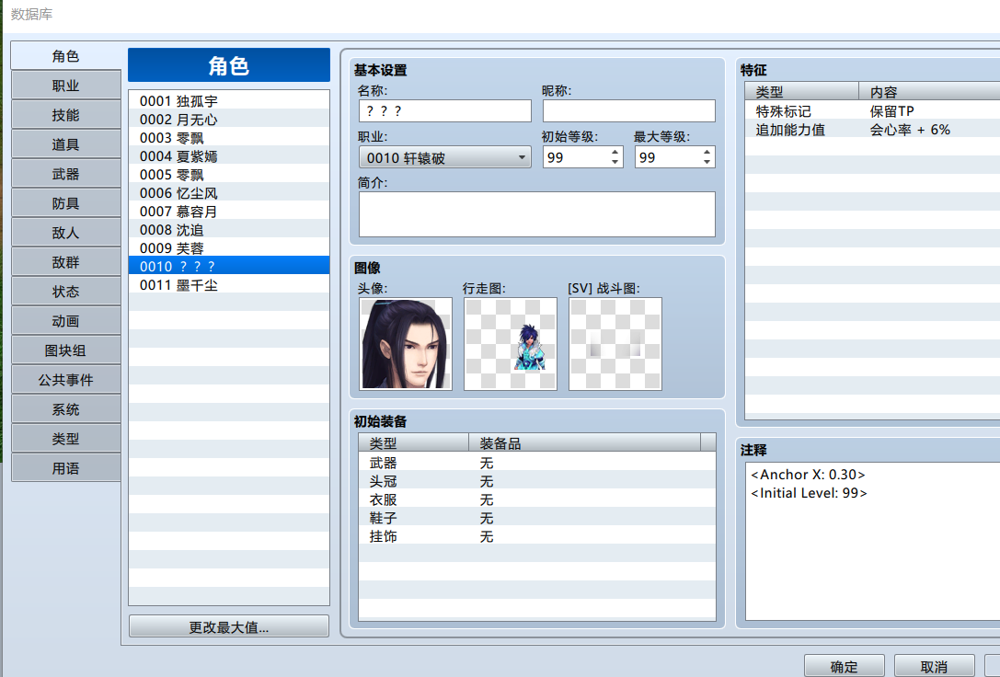 数据库
角色
职业
技能
道具
武器
防具
敌人
敌群
状态
动画
图块组
公共事件
系统
类型
用语
角色
0001 独孤宇
0002 月无心
0003 零飘
0004 夏紫嫣
0005 零飘
0006 忆尘风
0007 慕容月
0008 沈追
0009 芙蓉
0010 ？？？
0011 墨千尘
更改最大值...
基本设置
名称: 昵称:
？？？
职业: 初始等级: 最大等级:
0010 轩辕破 99 99
简介:
图像
头像: 行走图: [SV] 战斗图:
初始装备
类型 装备品
武器 无
头冠 无
衣服 无
鞋子 无
挂饰 无
特征
类型 内容
特殊标记 保留TP
追加能力值 会心率 + 6%
注释
<Anchor X: 0.30>
<Initial Level: 99>
确定 取消